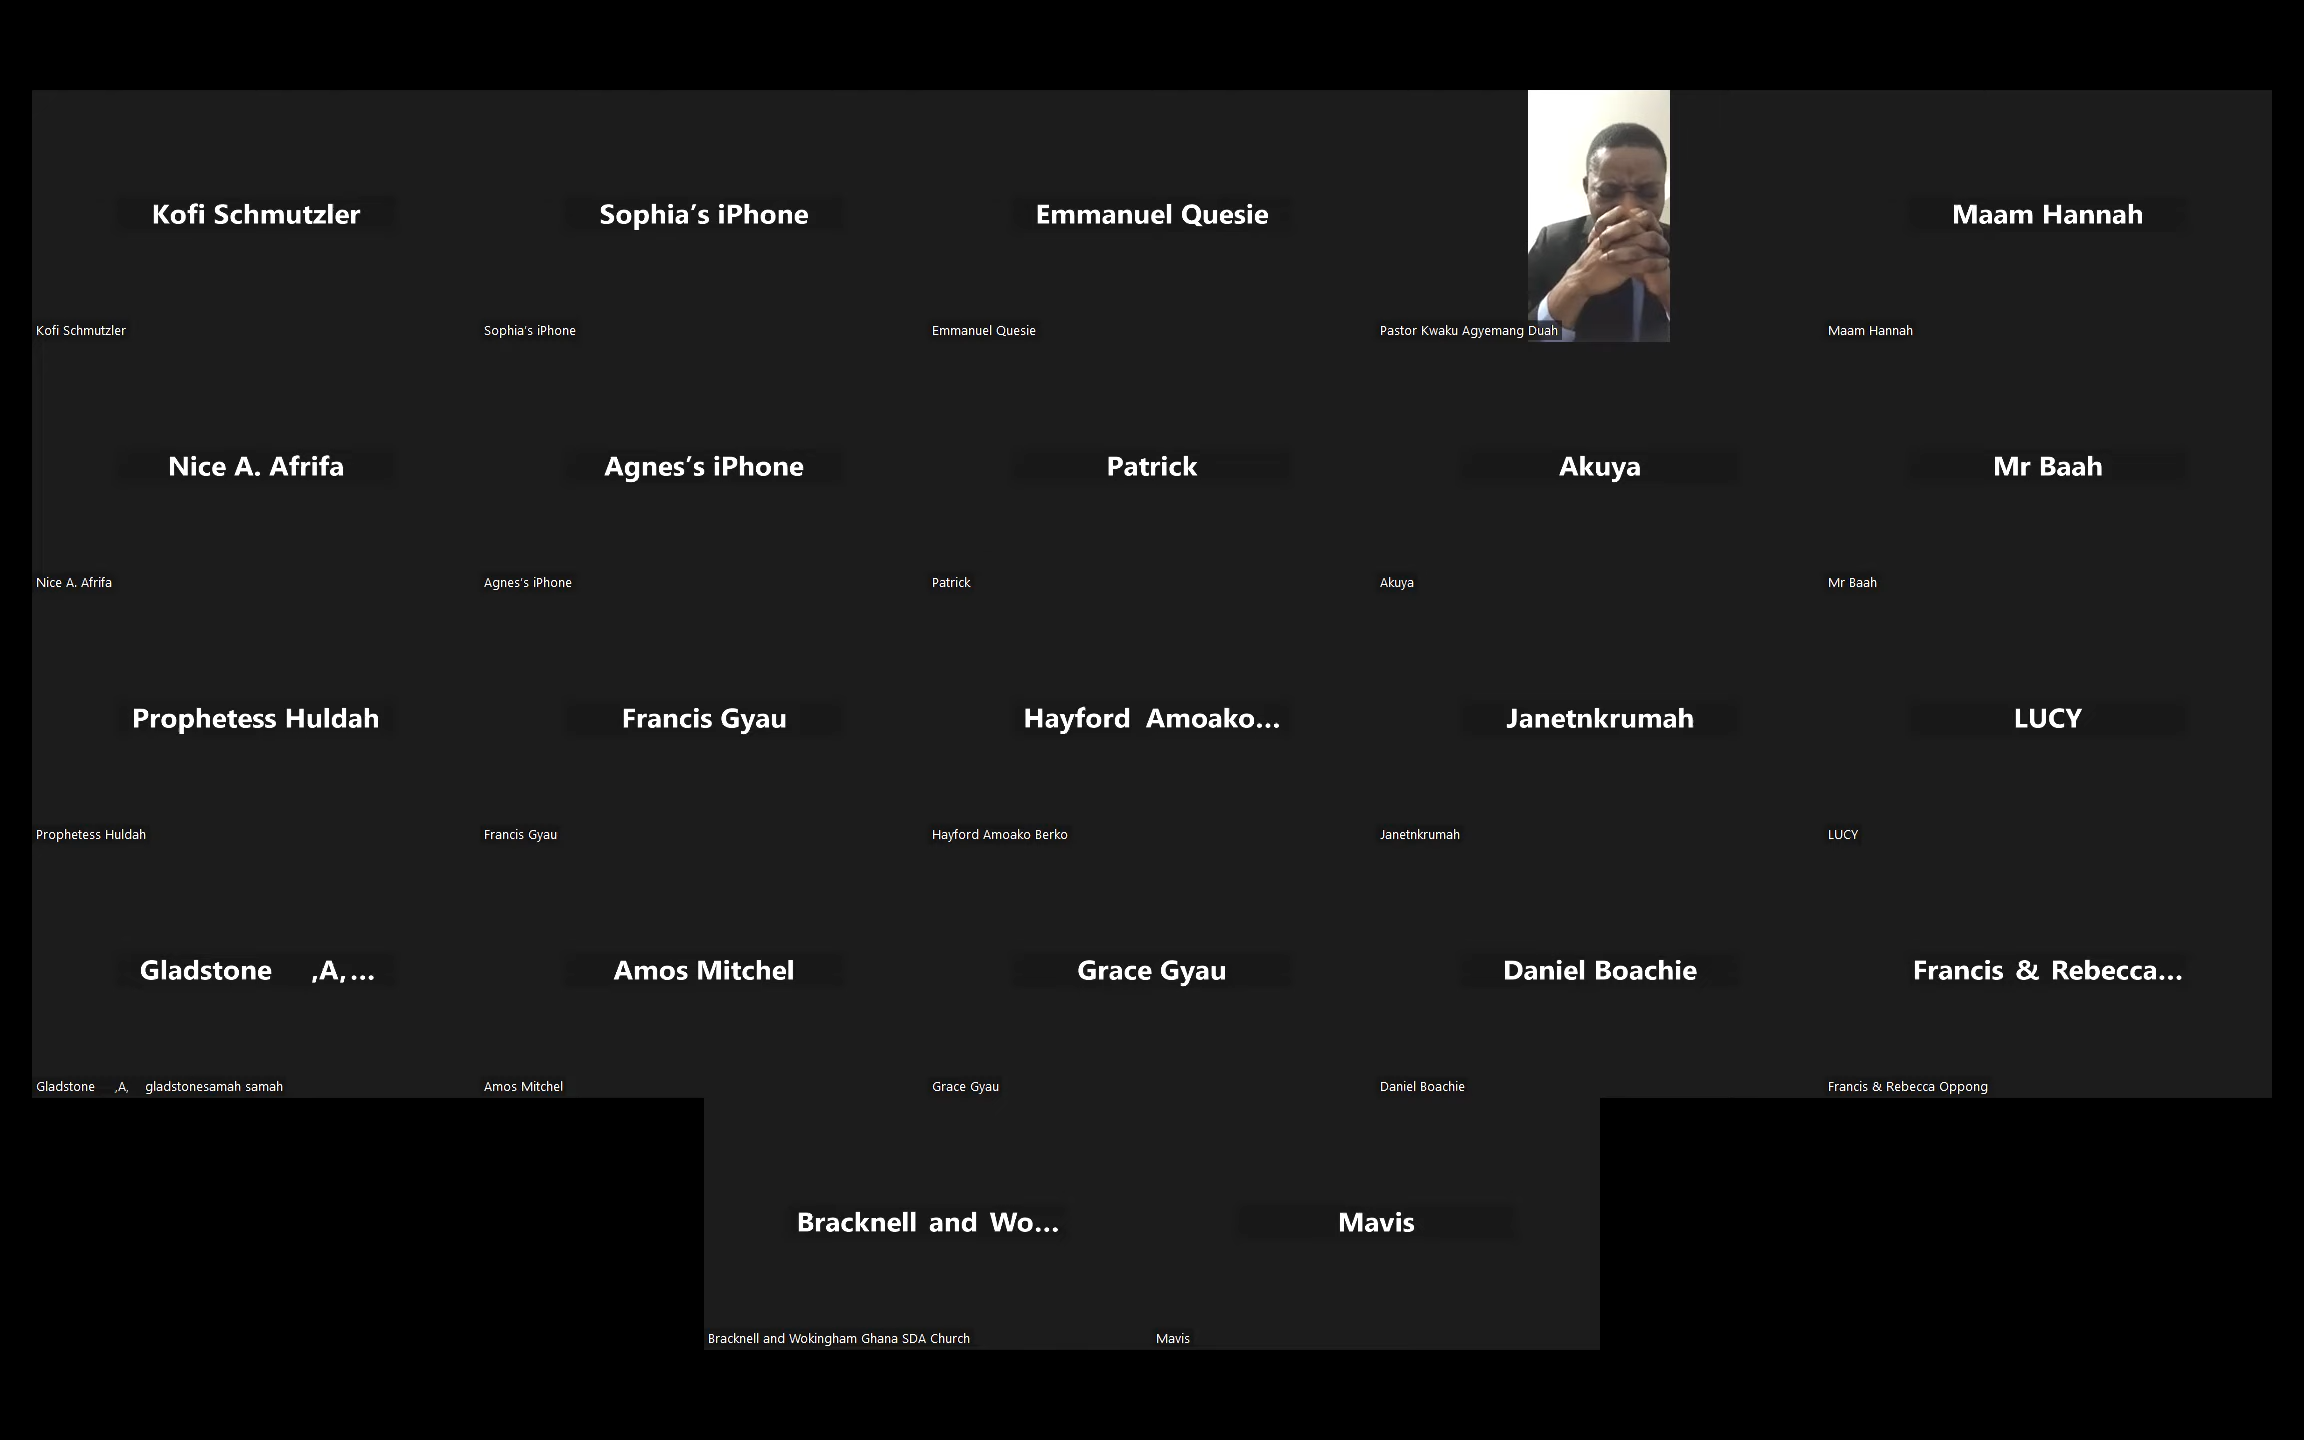 Kofi Schmutzler
Sophia's iPhone
Emmanuel Quesie
Maam Hannah
Kofi Schmutzler
Sophia's iPhone
Emmanuel Quesie
Pastor Kwaku Agyemang Duah
Maam Hannah
Nice A. Afrifa
Agnes's iPhone
Patrick
Akuya
Mr Baah
Nice A. Afrifa
Agnes's iPhone
Patrick
Akuya
Mr Baah
Prophetess Huldah
Francis Gyau
Hayford Amoako...
Janetnkrumah
LUCY
Prophetess Huldah
Francis Gyau
Hayford Amoako Berko
Janetnkrumah
LUCY
Gladstone ,A,...
Amos Mitchel
Grace Gyau
Daniel Boachie
Francis & Rebecca...
Gladstone ,A, gladstonesamah samah
Amos Mitchel
Grace Gyau
Daniel Boachie
Francis & Rebecca Oppong
Bracknell and Wo...
Mavis
Bracknell and Wokingham Ghana SDA Church
Mavis